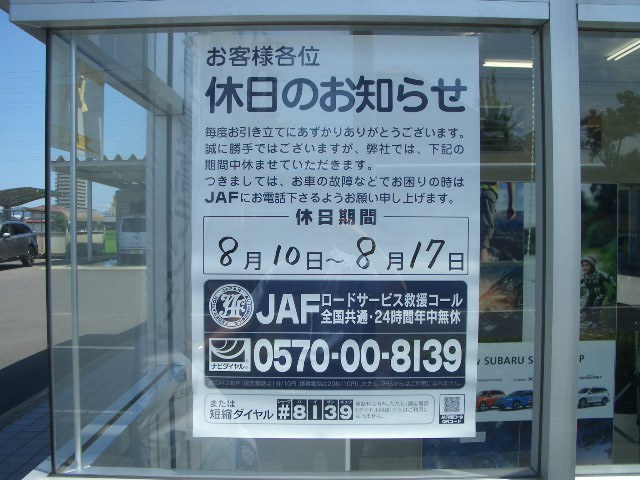 お客様各位
休日のお知らせ
毎度お引き立てにあずかりありがとうございます。
誠に勝手ではございますが、弊社では、下記の
期間中休ませていただきます。
つきましては、お車の故障などでお困りの時は
JAFにお電話下さるようお願い申し上げます。
休日期間
8月10日〜8月17日
JAF ロードサービス救援コール
全国共通・24時間年中無休
ナビダイヤル 0570-00-8139
または
短縮ダイヤル #8139
SUBARU